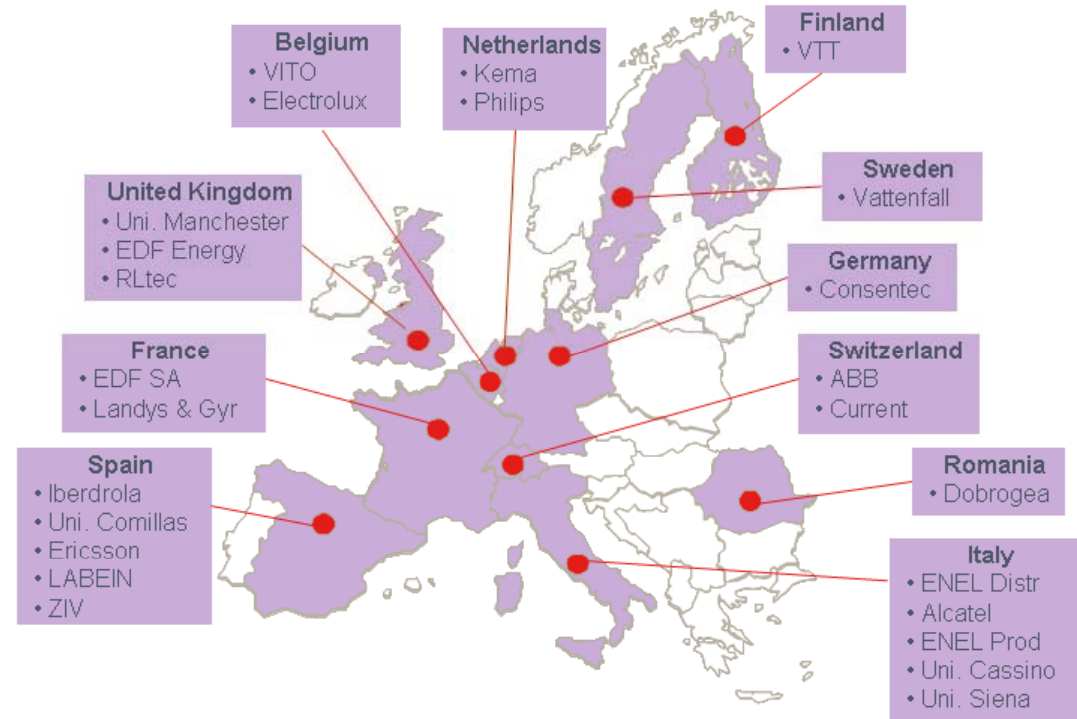 Belgium
• VITO
• Electrolux
Netherlands
• Kema
• Philips
Finland
• VTT
United Kingdom
• Uni. Manchester
• EDF Energy
• RLtec
Sweden
• Vattenfall
Germany
• Consentec
France
• EDF SA
• Landys & Gyr
Switzerland
• ABB
• Current
Spain
• Iberdrola
• Uni. Comillas
• Ericsson
• LABEIN
• ZIV
Romania
• Dobrogea
Italy
• ENEL Distr
• Alcatel
• ENEL Prod
• Uni. Cassino
• Uni. Siena